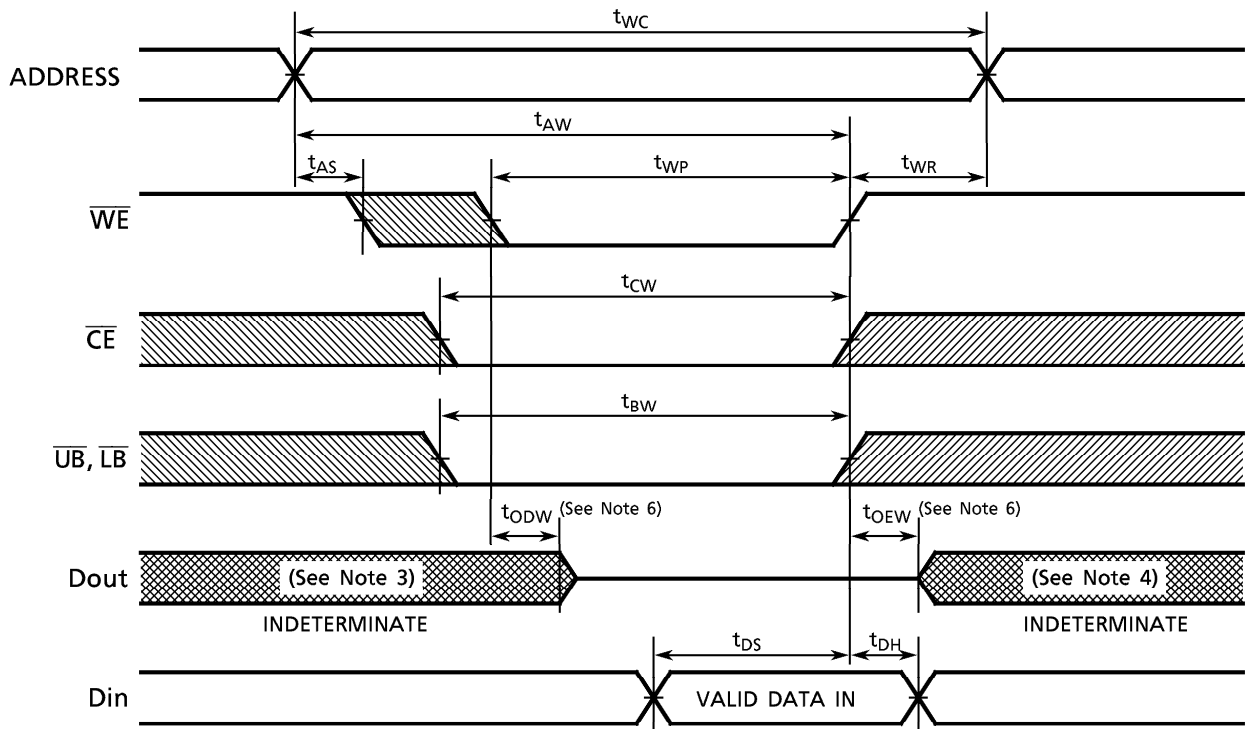 tWC
ADDRESS
tAW
tAS
tWP
tWR
WE
tCW
CE
tBW
UB, LB
tODW (See Note 6)
tOEW (See Note 6)
Dout
(See Note 3)
(See Note 4)
INDETERMINATE
INDETERMINATE
tDS
tDH
Din
VALID DATA IN